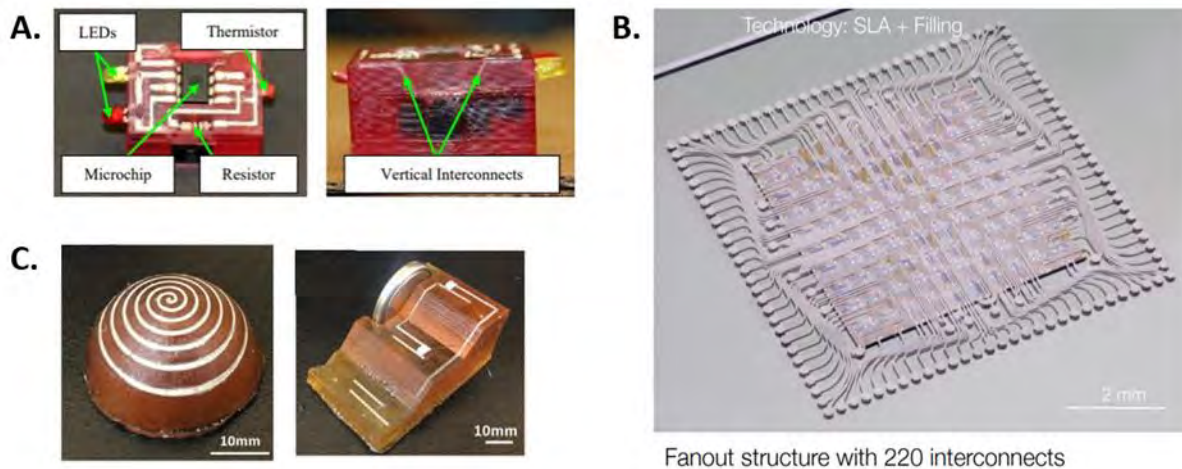 A.
LEDs
Thermistor
Microchip
Resistor
Vertical Interconnects
B.
Technology: SLA + Filling
2 mm
Fanout structure with 220 interconnects
C.
10mm
10mm